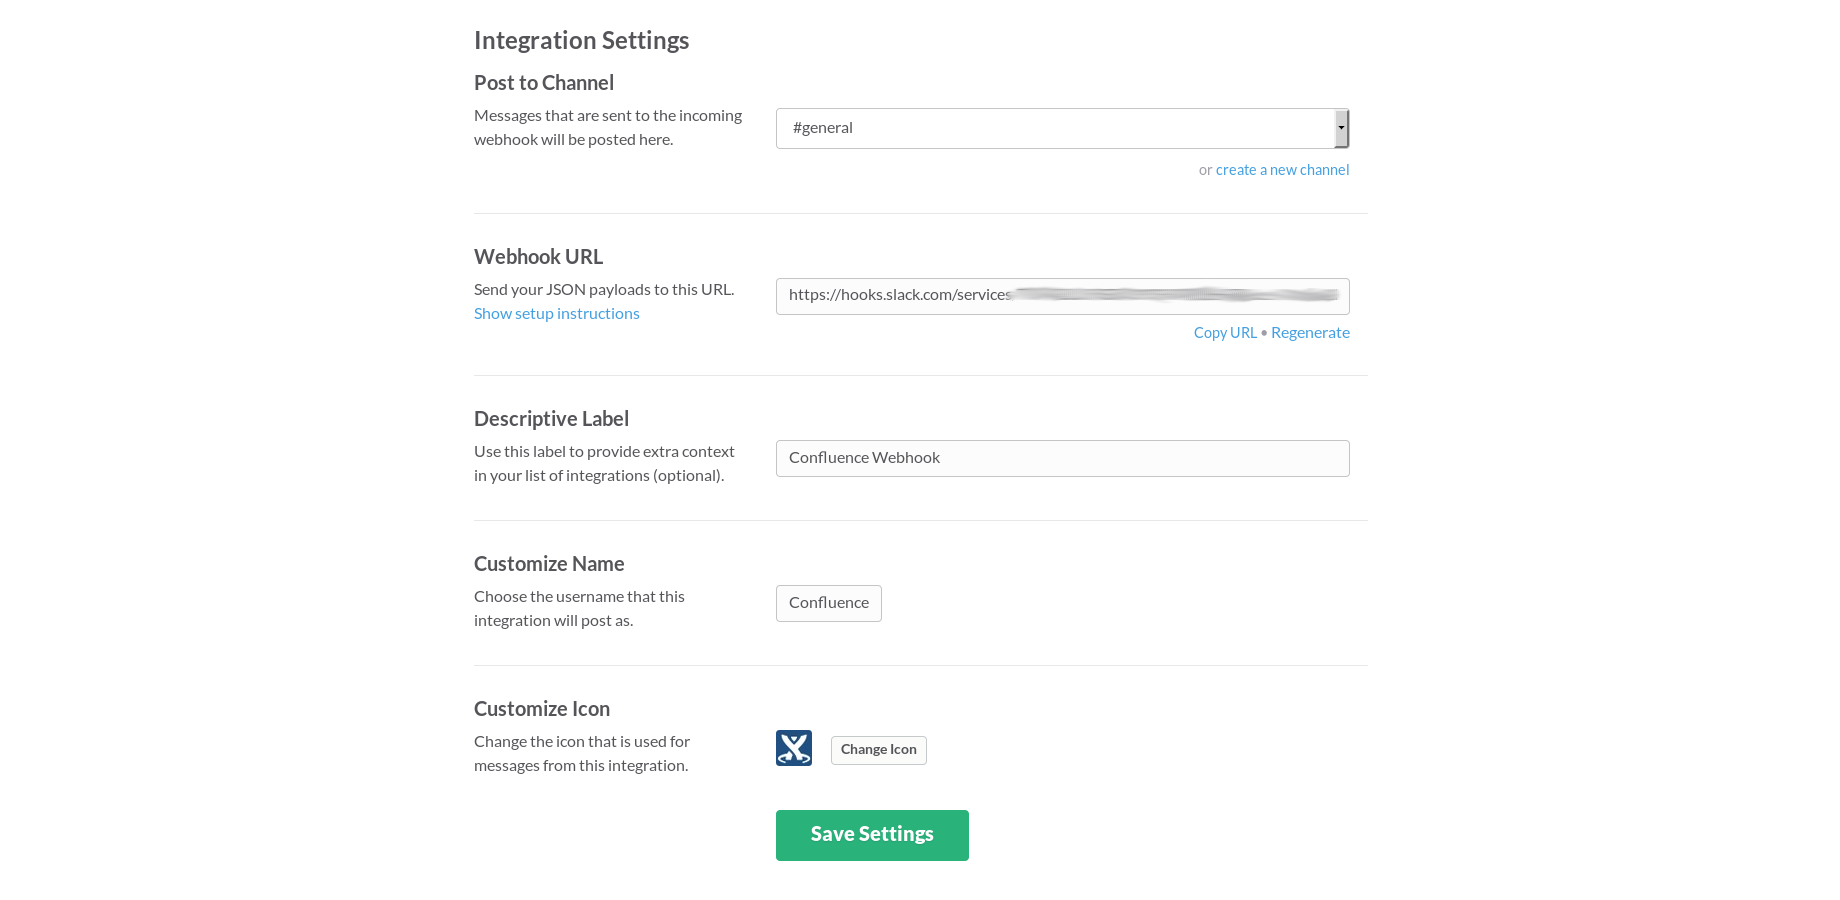 Integration Settings
Post to Channel
Messages that are sent to the incoming
webhook will be posted here.
#general
or create a new channel
Webhook URL
Send your JSON payloads to this URL.
Show setup instructions
https://hooks.slack.com/services
Copy URL • Regenerate
Descriptive Label
Use this label to provide extra context
in your list of integrations (optional).
Confluence Webhook
Customize Name
Choose the username that this
integration will post as.
Confluence
Customize Icon
Change the icon that is used for
messages from this integration.
Change Icon
Save Settings